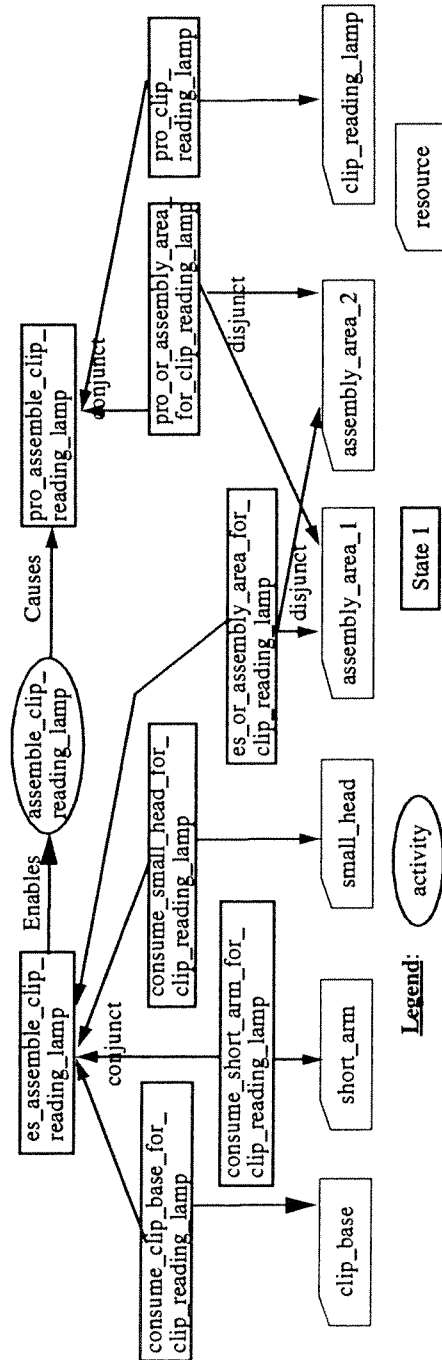 es_assemble_clip_
reading_lamp
Enables
assemble_clip_
reading_lamp
Causes
pro_assemble_clip_
reading_lamp
conjunct
conjunct
consume_clip_base_for_
clip_reading_lamp
consume_short_arm_for_
clip_reading_lamp
consume_small_head_for_
clip_reading_lamp
es_or_assembly_area_for_
clip_reading_lamp
pro_or_assembly_area_
for_clip_reading_lamp
pro_clip_
reading_lamp
disjunct
disjunct
clip_base
short_arm
small_head
assembly_area_1
assembly_area_2
clip_reading_lamp
Legend:
activity
State 1
resource